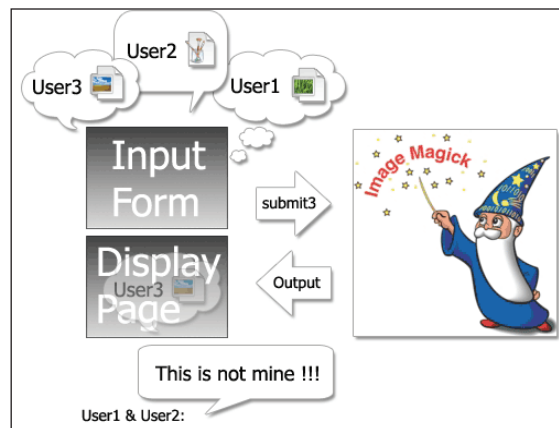 User2
User3
User1
Input
Form
submit3
Image Magick
Display
Page
User3
Output
This is not mine !!!
User1 & User2: